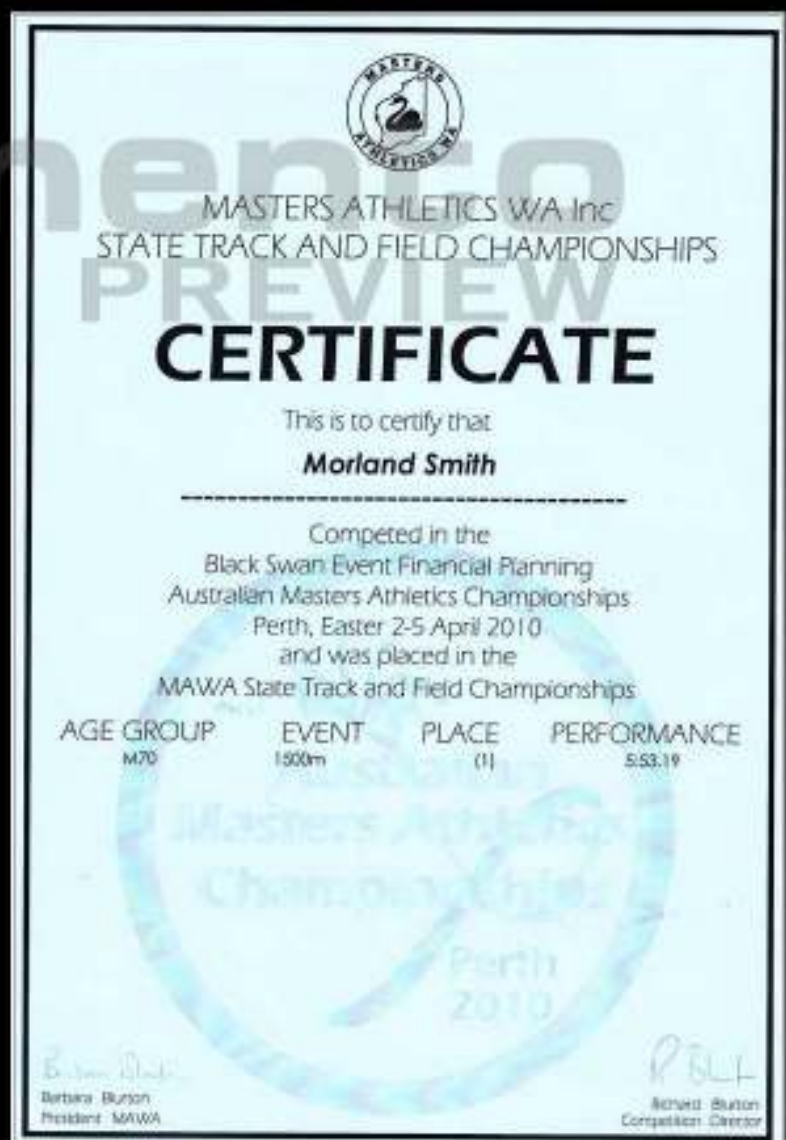 MASTERS
ATHLETICS WA
nenco
PREVIEW
MASTERS ATHLETICS WA Inc
STATE TRACK AND FIELD CHAMPIONSHIPS
CERTIFICATE
This is to certify that
Morland Smith
Competed in the
Black Swan Event Financial Planning
Australian Masters Athletics Championships
Perth, Easter 2-5 April 2010
and was placed in the
MAWA State Track and Field Championships
AGE GROUP EVENT PLACE PERFORMANCE
M70 1500m (1) 5:53.19
Australian
Masters Athletics
Championships
Perth
2010
Barbara Blurton
President MAWA
Richard Blurton
Competition Director